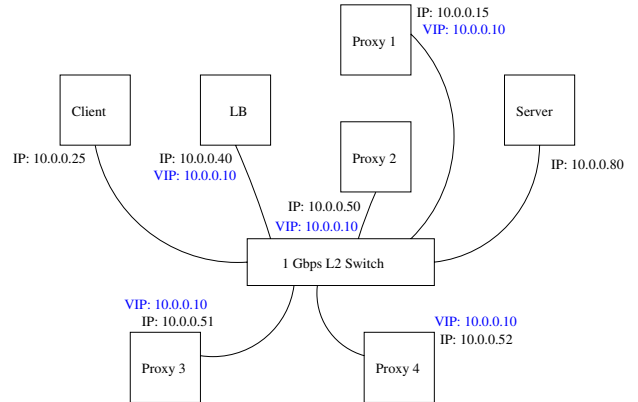 IP: 10.0.0.15
VIP: 10.0.0.10
Proxy 1
Client
LB
Server
Proxy 2
IP: 10.0.0.25
IP: 10.0.0.40
VIP: 10.0.0.10
IP: 10.0.0.80
IP: 10.0.0.50
VIP: 10.0.0.10
1 Gbps L2 Switch
VIP: 10.0.0.10
IP: 10.0.0.51
VIP: 10.0.0.10
IP: 10.0.0.52
Proxy 3
Proxy 4